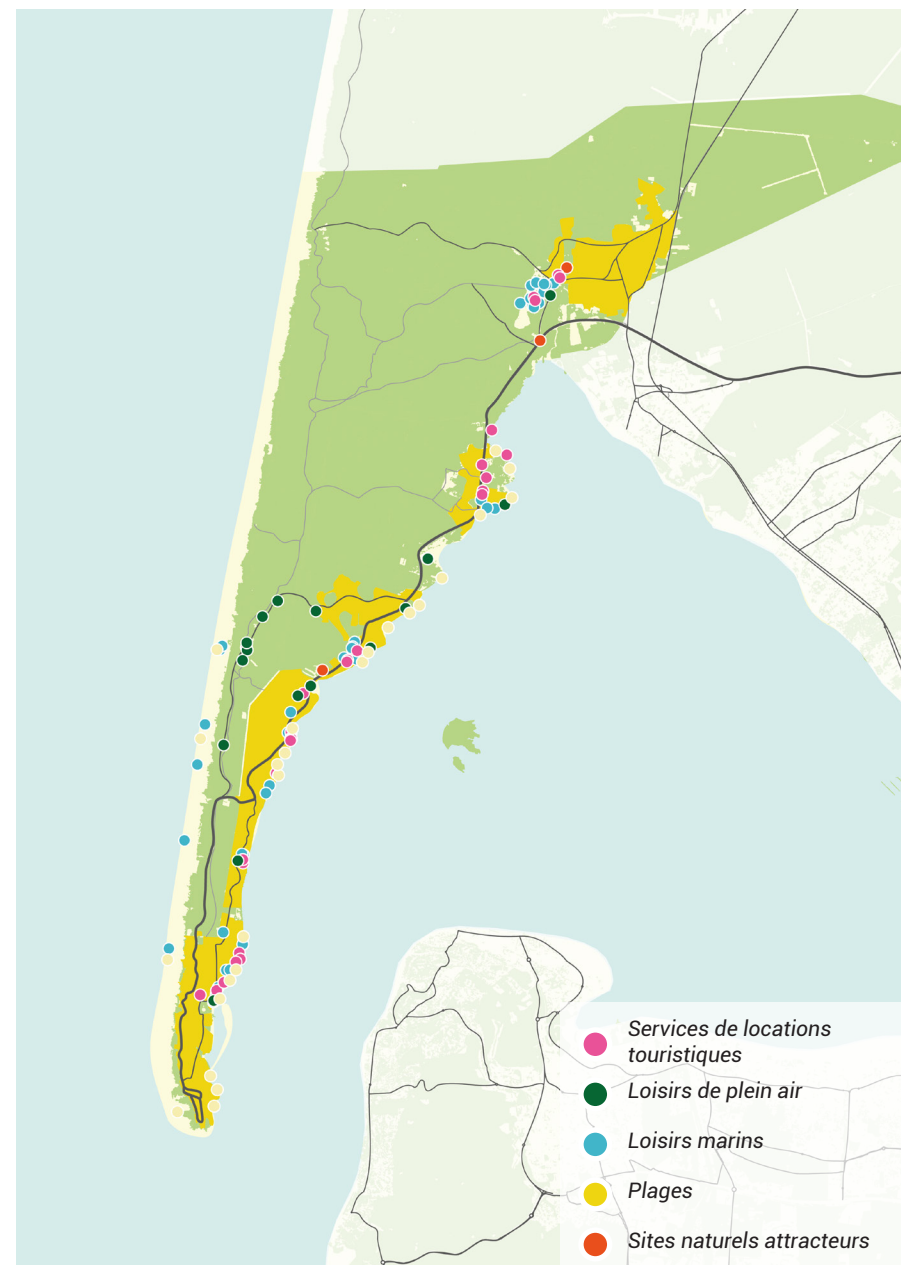 Services de locations
touristiques
Loisirs de plein air
Loisirs marins
Plages
Sites naturels attracteurs